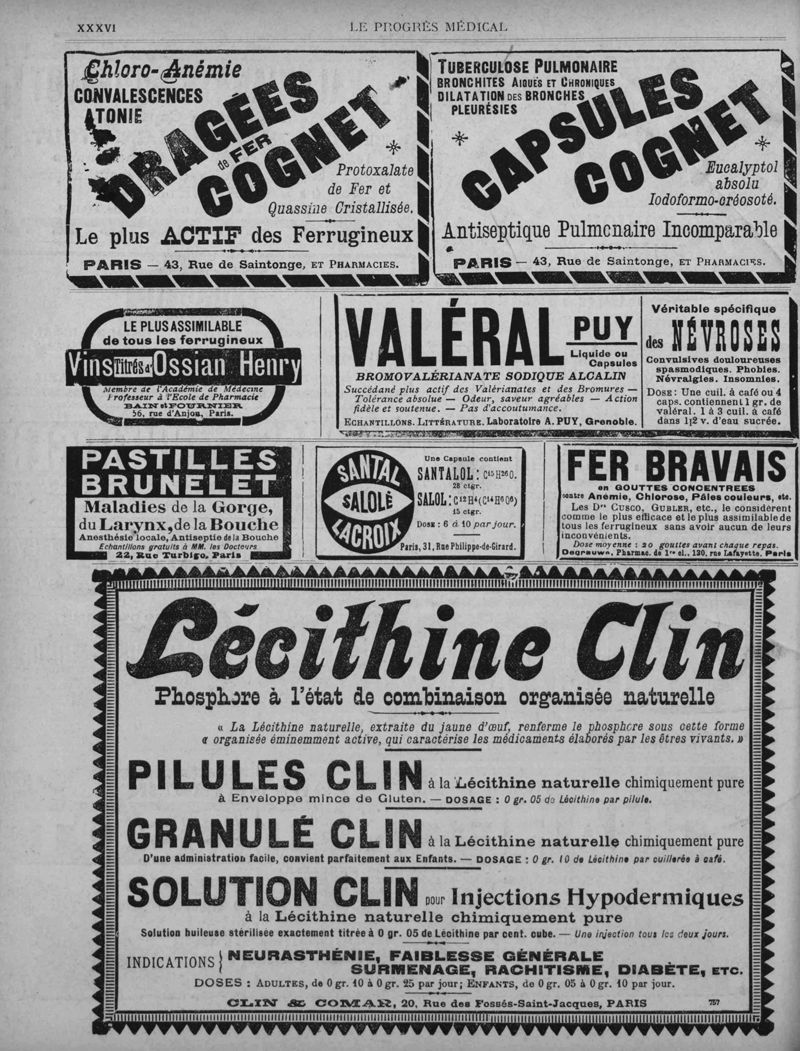 XXXVI
LE PROGRÈS MÉDICAL
Chloro-Anémie
CONVALESCENCES
ATONIE
DRAGÉES
de FER
COGNET
Protoxalate
de Fer et
Quassine Cristallisée.
Le plus ACTIF des Ferrugineux
PARIS — 43, Rue de Saintonge, ET PHARMACIES.
TUBERCULOSE PULMONAIRE
BRONCHITES AIGUËS ET CHRONIQUES
DILATATION DES BRONCHES
PLEURÉSIES
CAPSULES
COGNET
Eucalyptol
absolu
Iodoformo-créosoté.
Antiseptique Pulmonaire Incomparable
PARIS — 43, Rue de Saintonge, ET PHARMACIES.
LE PLUS ASSIMILABLE
de tous les ferrugineux
Vins Titrés d'Ossian Henry
Membre de l'Académie de Médecine
Professeur à l'Ecole de Pharmacie
BAIN et FOURNIER
56, rue d'Anjou, Paris.
VALÉRAL PUY
Liquide ou
Capsules
BROMOVALÉRIANATE SODIQUE ALCALIN
Succédané plus actif des Valérianates et des Bromures —
Tolérance absolue — Odeur, saveur agréables — Action
fidèle et soutenue. — Pas d'accoutumance.
ECHANTILLONS. LITTÉRATURE. Laboratoire A. PUY, Grenoble.
Véritable spécifique
des NÉVROSES
Convulsives douloureuses
spasmodiques. Phobies.
Névralgies. Insomnies.
DOSE : Une cuil. à café ou 4
caps. contiennent 1 gr. de
valéral. 1 à 3 cuil. à café
dans 1/2 v. d'eau sucrée.
PASTILLES
BRUNELET
Maladies de la Gorge,
du Larynx, de la Bouche
Anesthésie locale, Antiseptie de la Bouche
Echantillons gratuits à MM. les Docteurs
22, Rue Turbigo, Paris
SANTAL
SALOLÉ
LACROIX
Une Capsule contient
SANTALOL : C15H26O.
28 ctgr.
SALOL : C12H4(C14H6O6)
15 ctgr.
DOSE : 6 à 10 par jour.
Paris, 31, Rue Philippe-de-Girard.
FER BRAVAIS
en GOUTTES CONCENTREES
contre Anémie, Chlorose, Pâles couleurs, etc.
Les Drs CUSCO, GUBLER, etc., le considèrent
comme le plus efficace et le plus assimilable de
tous les ferrugineux sans avoir aucun de leurs
inconvénients.
Dose moyenne : 20 gouttes avant chaque repas.
Degrauwe, Pharmac. de 1re cl., 130, rue Lafayette, Paris
Lécithine Clin
Phosphore à l'état de combinaison organisée naturelle
« La Lécithine naturelle, extraite du jaune d'œuf, renferme le phosphore sous cette forme
« organisée éminemment active, qui caractérise les médicaments élaborés par les êtres vivants. »
PILULES CLIN à la Lécithine naturelle chimiquement pure
à Enveloppe mince de Gluten. — DOSAGE : 0 gr. 05 de Lécithine par pilule.
GRANULÉ CLIN à la Lécithine naturelle chimiquement pure
D'une administration facile, convient parfaitement aux Enfants. — DOSAGE : 0 gr. 10 de Lécithine par cuillerée à café.
SOLUTION CLIN pour Injections Hypodermiques
à la Lécithine naturelle chimiquement pure
Solution huileuse stérilisée exactement titrée à 0 gr. 05 de Lécithine par cent. cube. — Une injection tous les deux jours.
INDICATIONS { NEURASTHÉNIE, FAIBLESSE GÉNÉRALE
SURMENAGE, RACHITISME, DIABÈTE, ETC.
DOSES : ADULTES, de 0 gr. 10 à 0 gr. 25 par jour; ENFANTS, de 0 gr. 05 à 0 gr. 10 par jour.
CLIN & COMAR, 20, Rue des Fossés-Saint-Jacques, PARIS 757